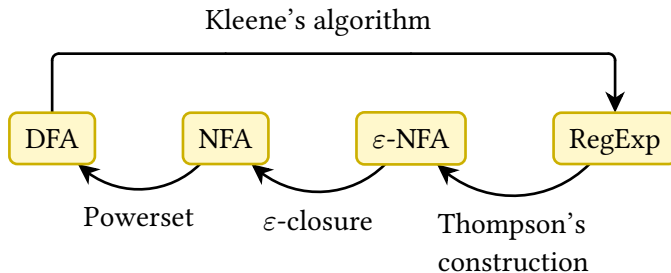 Kleene's algorithm
DFA
NFA
ε-NFA
RegExp
Powerset
ε-closure
Thompson's
construction